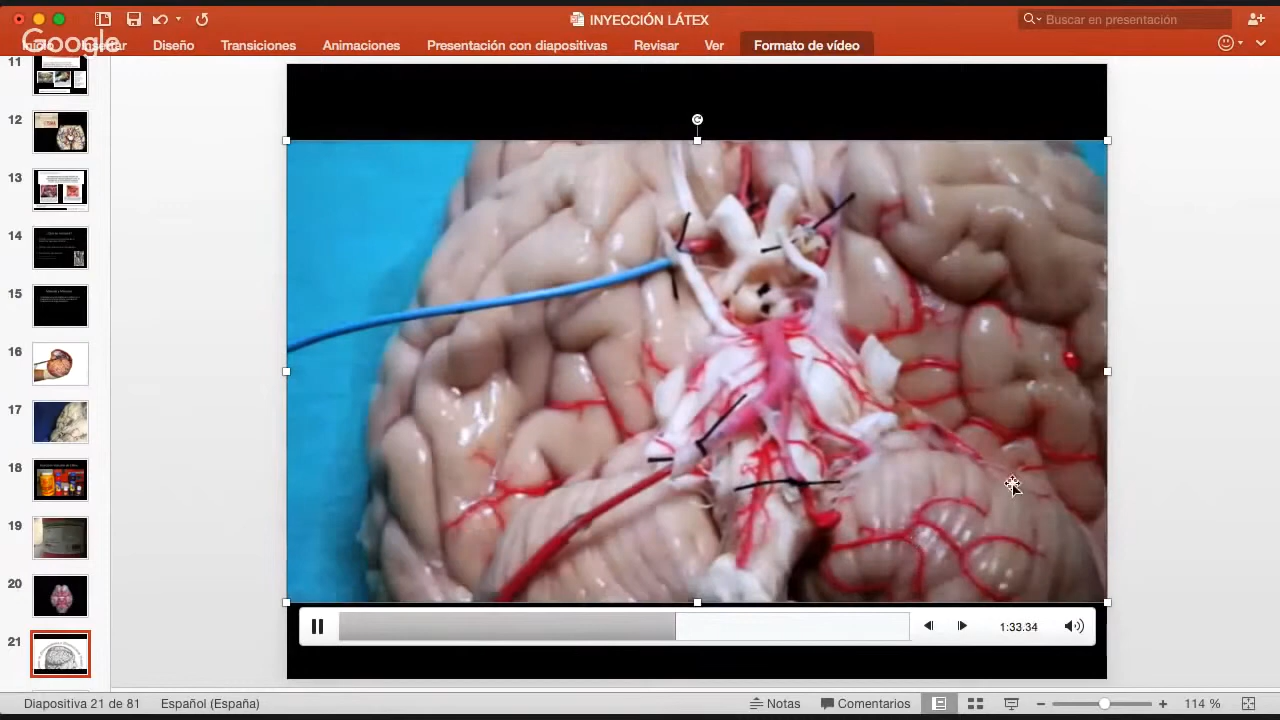 INYECCIÓN LÁTEX
Buscar en presentación
Google
Inicio Insertar Diseño Transiciones Animaciones Presentación con diapositivas Revisar Ver Formato de vídeo
11
12
13
14
15
16
17
18
19
20
21
1:33.34
Diapositiva 21 de 81 Español (España) Notas Comentarios 114 %